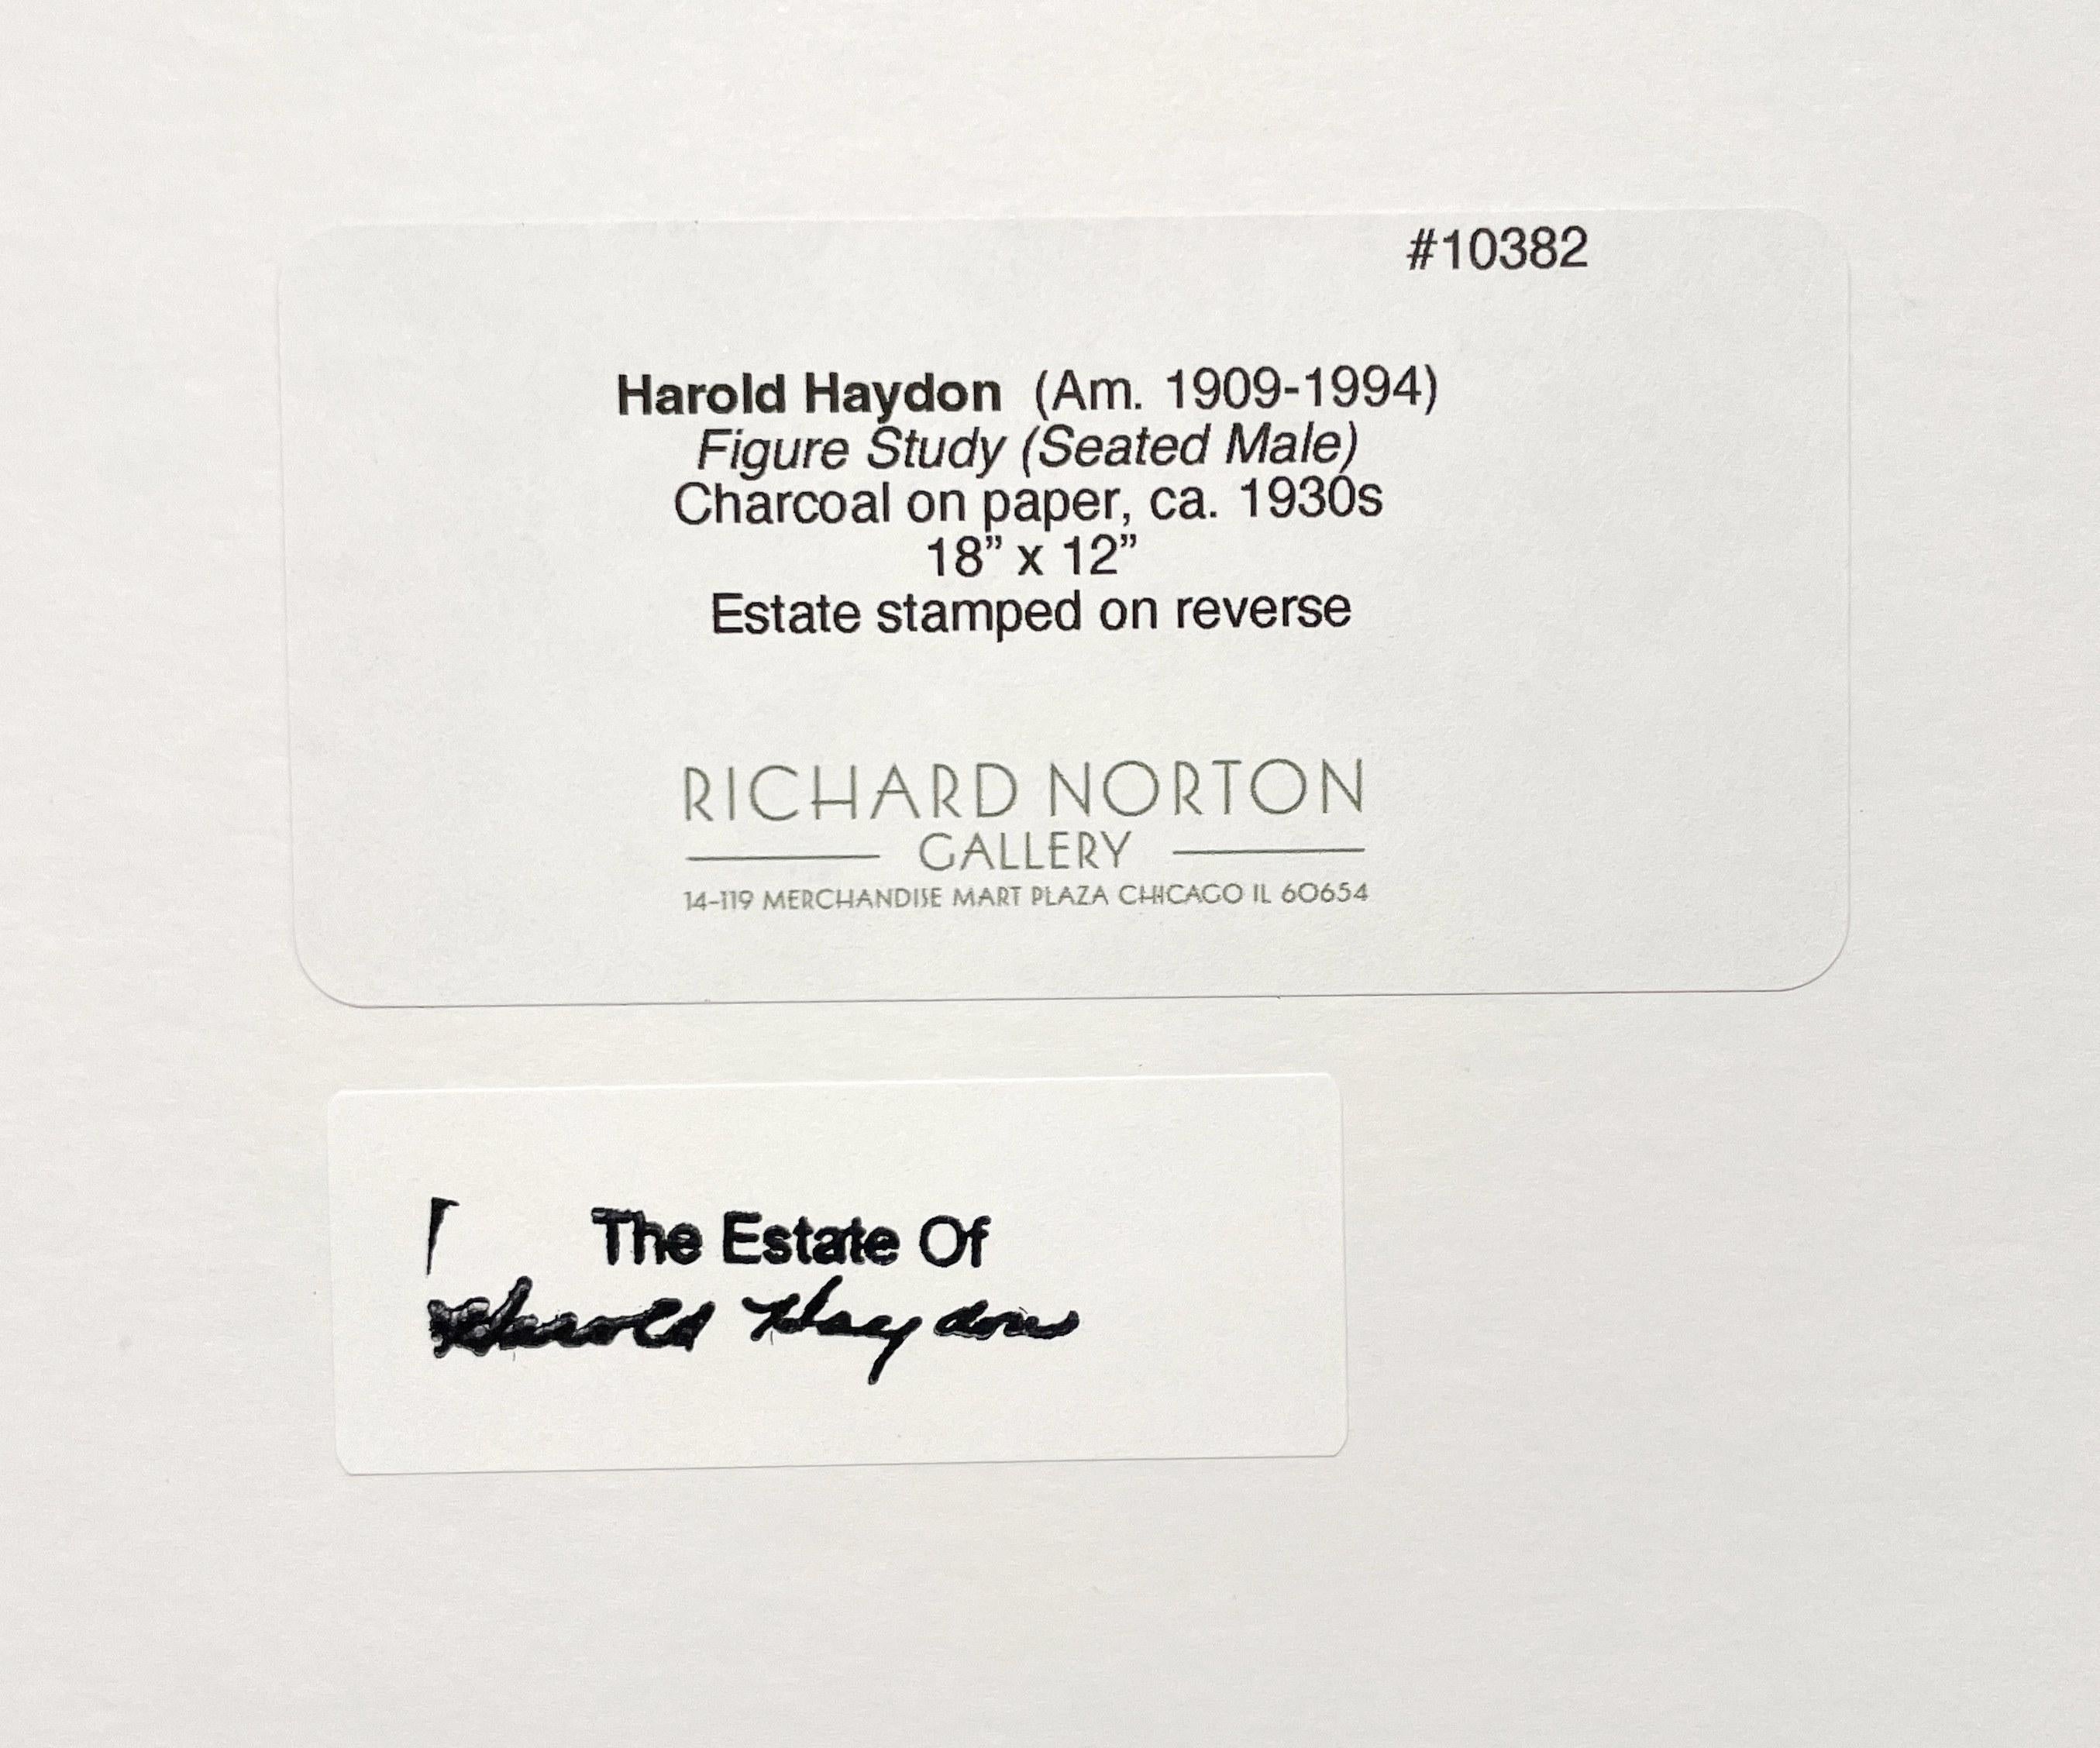 #10382
Harold Haydon (Am. 1909-1994)
Figure Study (Seated Male)
Charcoal on paper, ca. 1930s
18” x 12”
Estate stamped on reverse
RICHARD NORTON
GALLERY
14-119 MERCHANDISE MART PLAZA CHICAGO IL 60654
The Estate Of
Harold Haydon